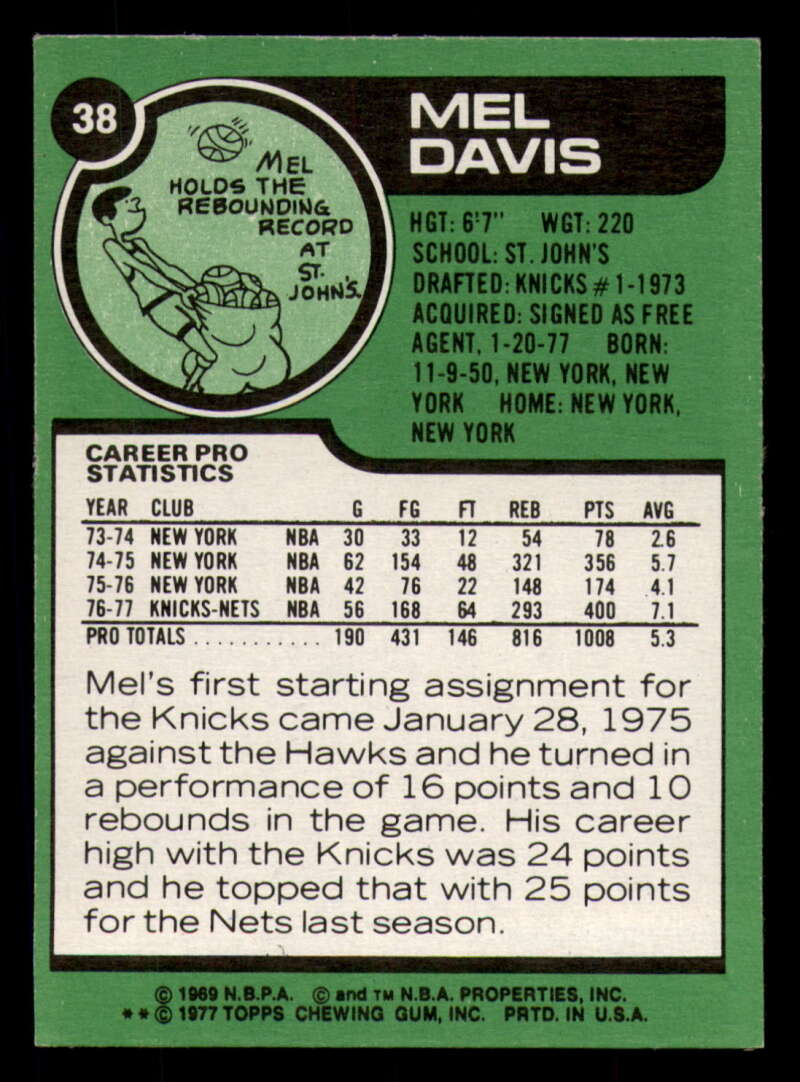 38
MEL
DAVIS
MEL
HOLDS THE
REBOUNDING
RECORD
AT
ST.
JOHN'S.
HGT: 6'7" WGT: 220
SCHOOL: ST. JOHN'S
DRAFTED: KNICKS #1-1973
ACQUIRED: SIGNED AS FREE
AGENT, 1-20-77 BORN:
11-9-50, NEW YORK, NEW
YORK HOME: NEW YORK,
NEW YORK
CAREER PRO
STATISTICS
YEAR CLUB G FG FT REB PTS AVG
73-74 NEW YORK NBA 30 33 12 54 78 2.6
74-75 NEW YORK NBA 62 154 48 321 356 5.7
75-76 NEW YORK NBA 42 76 22 148 174 4.1
76-77 KNICKS-NETS NBA 56 168 64 293 400 7.1
PRO TOTALS . . . . . . . . . . . 190 431 146 816 1008 5.3
Mel's first starting assignment for
the Knicks came January 28, 1975
against the Hawks and he turned in
a performance of 16 points and 10
rebounds in the game. His career
high with the Knicks was 24 points
and he topped that with 25 points
for the Nets last season.
© 1969 N.B.P.A. © and TM N.B.A. PROPERTIES, INC.
**© 1977 TOPPS CHEWING GUM, INC. PRTD. IN U.S.A.